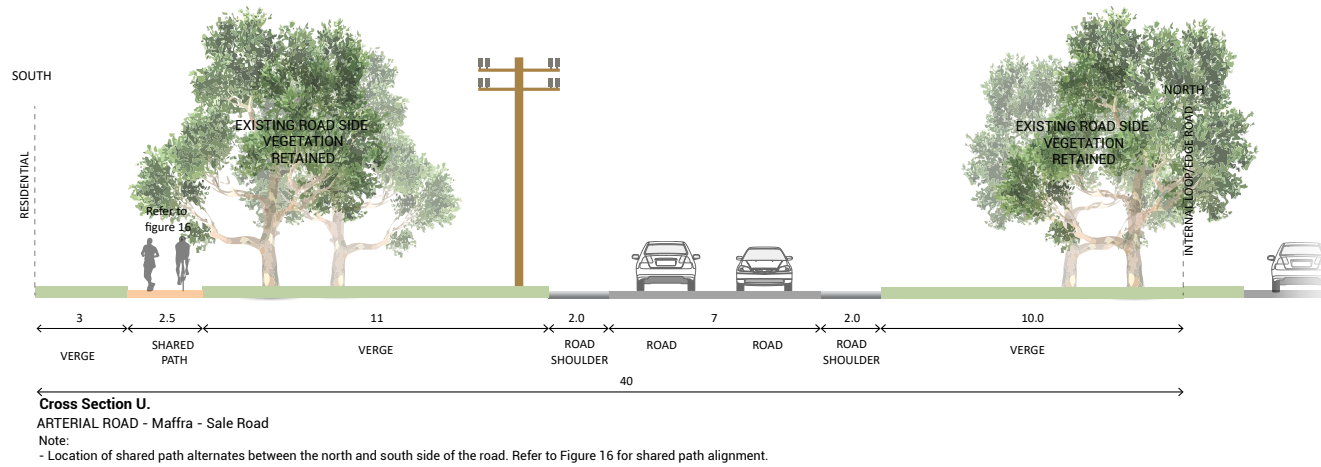 SOUTH
NORTH
RESIDENTIAL
EXISTING ROAD SIDE
VEGETATION
RETAINED
Refer to
figure 16
EXISTING ROAD SIDE
VEGETATION
RETAINED
INTERNAL LOOP/EDGE ROAD
3
2.5
11
2.0
7
2.0
10.0
VERGE
SHARED
PATH
VERGE
ROAD
SHOULDER
ROAD
ROAD
ROAD
SHOULDER
VERGE
40
Cross Section U.
ARTERIAL ROAD - Maffra - Sale Road
Note:
- Location of shared path alternates between the north and south side of the road. Refer to Figure 16 for shared path alignment.